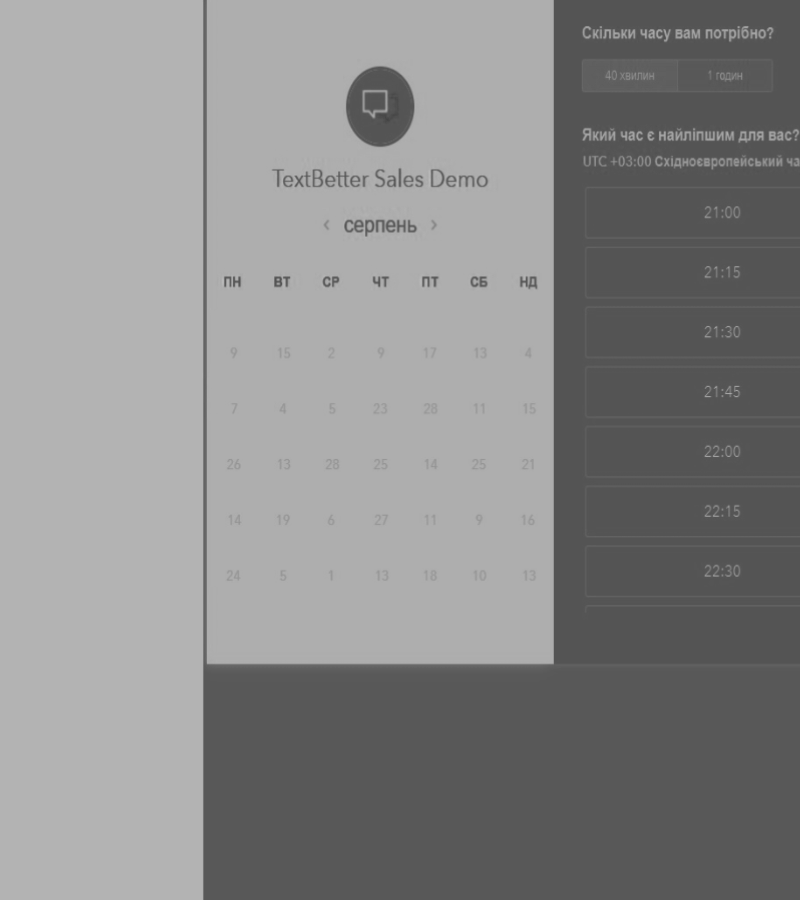 TextBetter Sales Demo
‹ серпень ›
ПН ВТ СР ЧТ ПТ СБ НД
9 15 2 9 17 13 4
7 4 5 23 28 11 15
26 13 28 25 14 25 21
14 19 6 27 11 9 16
24 5 1 13 18 10 13
Скільки часу вам потрібно?
40 хвилин 1 годин
Який час є найліпшим для вас?
UTC +03:00 Східноєвропейський ча
21:00
21:15
21:30
21:45
22:00
22:15
22:30